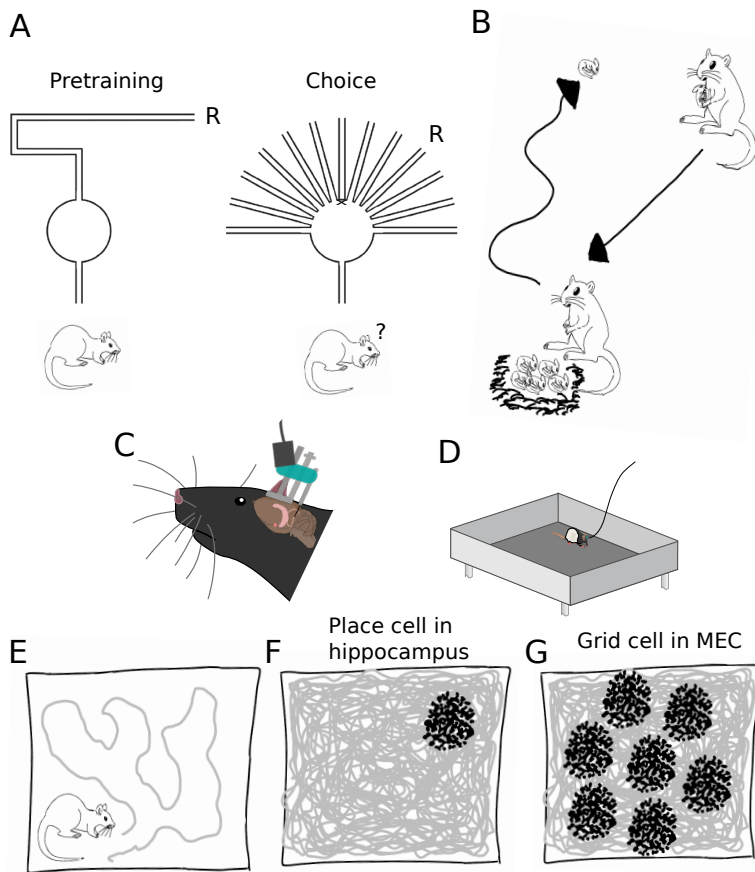 A
Pretraining
Choice
R
R
?
B
C
D
E
F
Place cell in
hippocampus
G
Grid cell in MEC